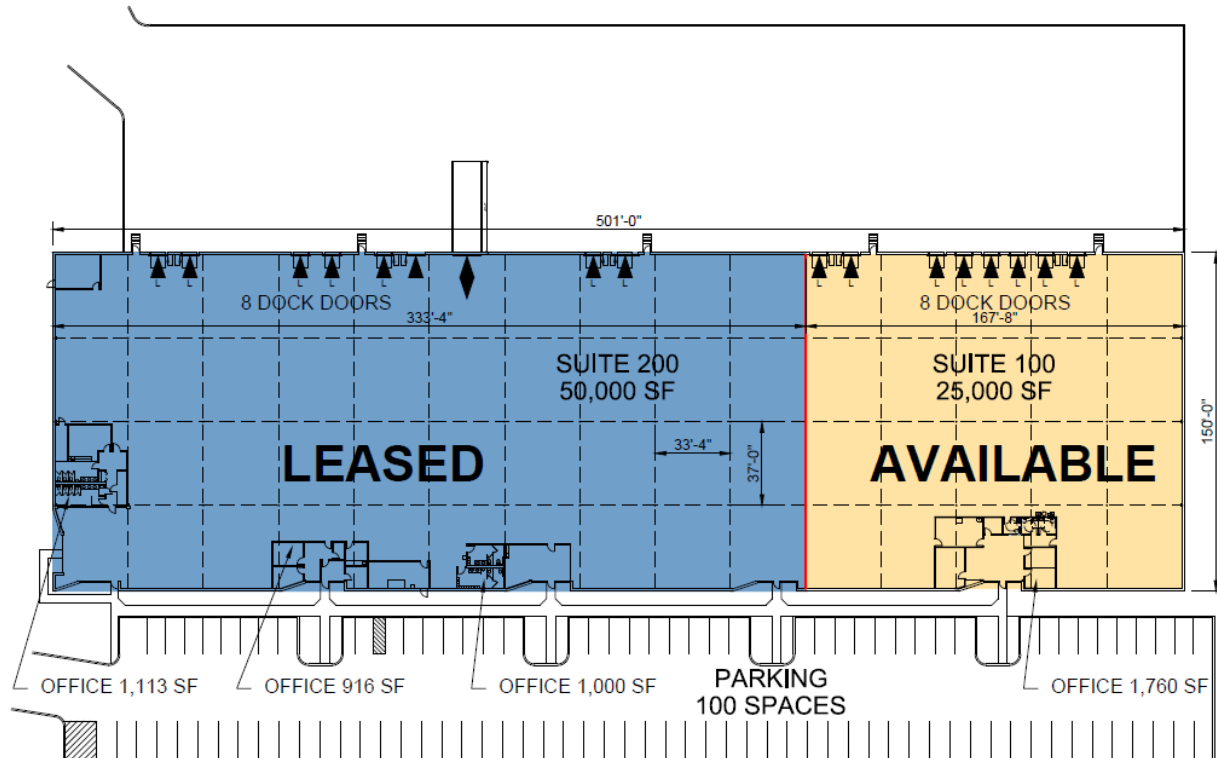 501'-0"
8 DOCK DOORS
8 DOCK DOORS
333'-4"
167'-8"
SUITE 200
50,000 SF
SUITE 100
25,000 SF
150'-0"
33'-4"
37'-0"
LEASED
AVAILABLE
OFFICE 1,113 SF
OFFICE 916 SF
OFFICE 1,000 SF
PARKING
100 SPACES
OFFICE 1,760 SF